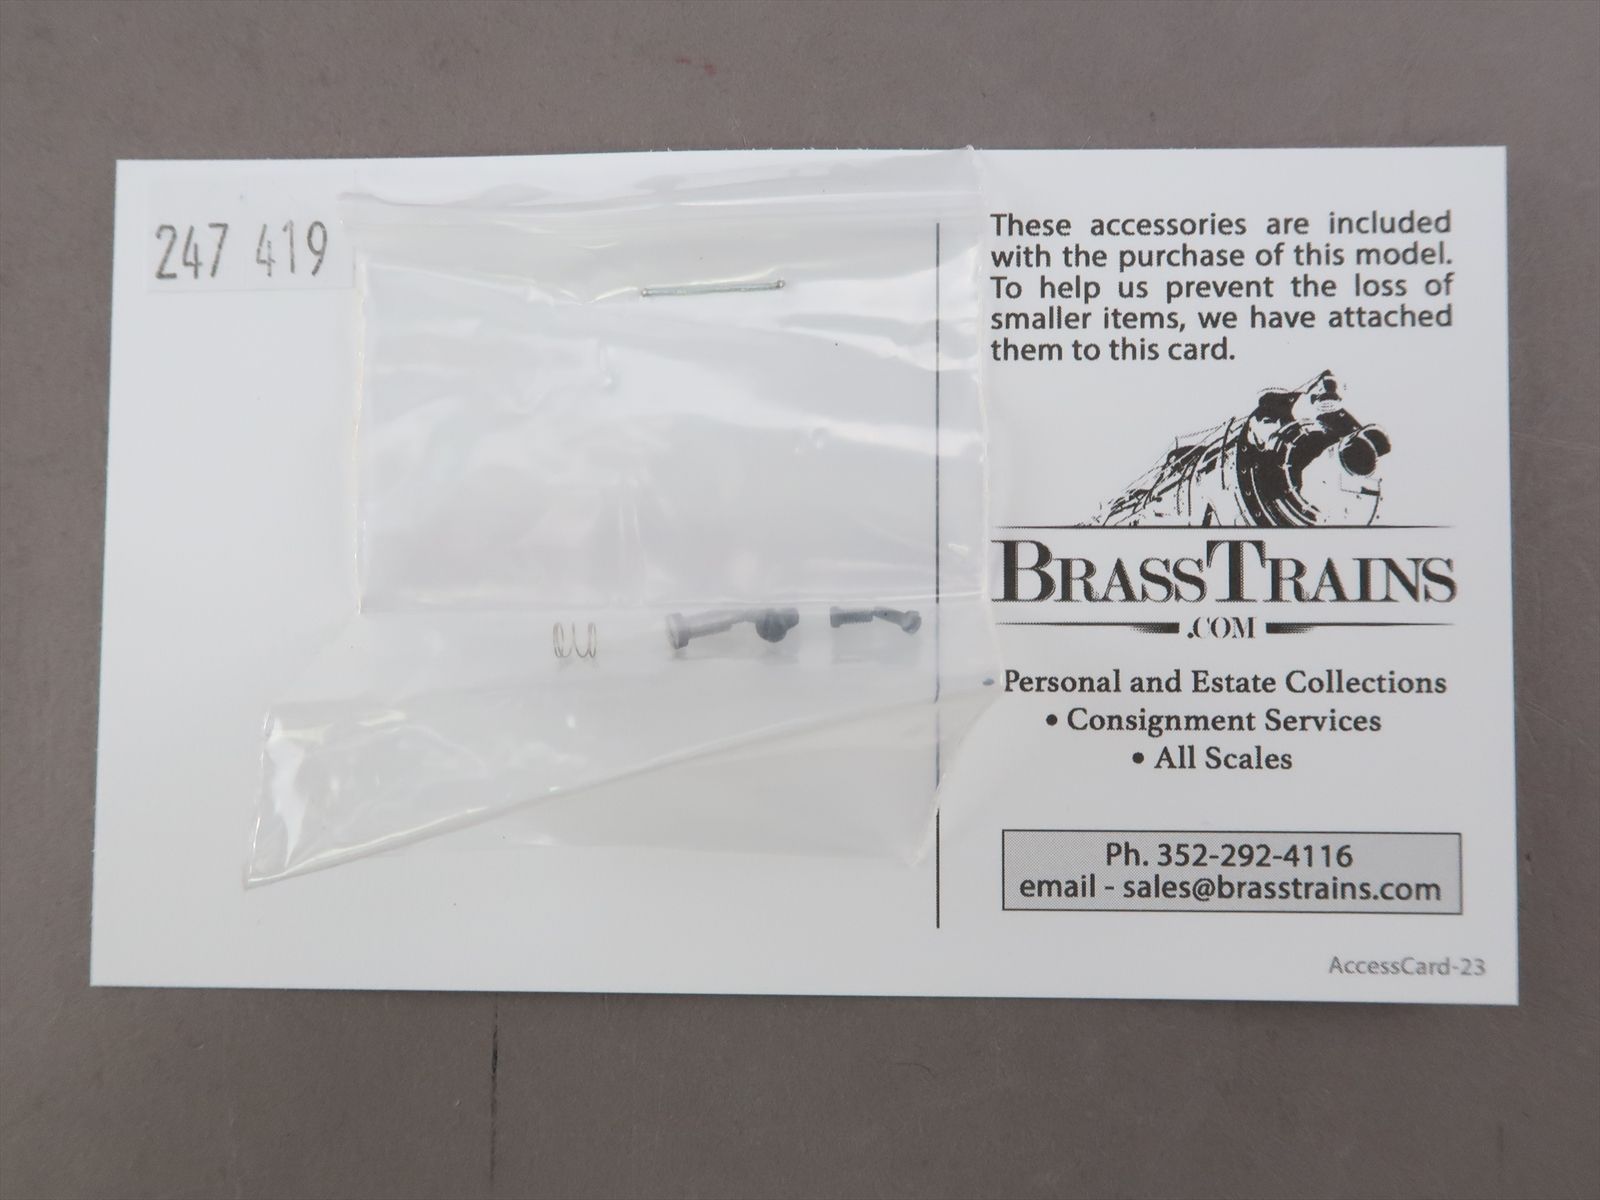 247 419
These accessories are included
with the purchase of this model.
To help us prevent the loss of
smaller items, we have attached
them to this card.
BRASSTRAINS
.COM
• Personal and Estate Collections
• Consignment Services
• All Scales
Ph. 352-292-4116
email - sales@brasstrains.com
AccessCard-23